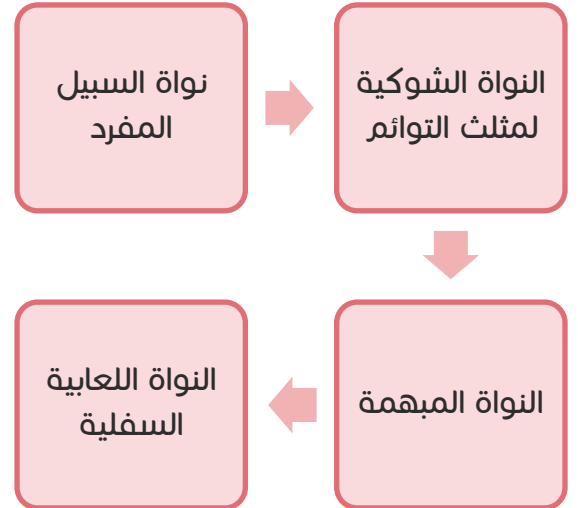 نواة السبيل
المفرد
النواة الشوكية
لمثلث التوائم
النواة المبهمة
النواة اللعابية
السفلية